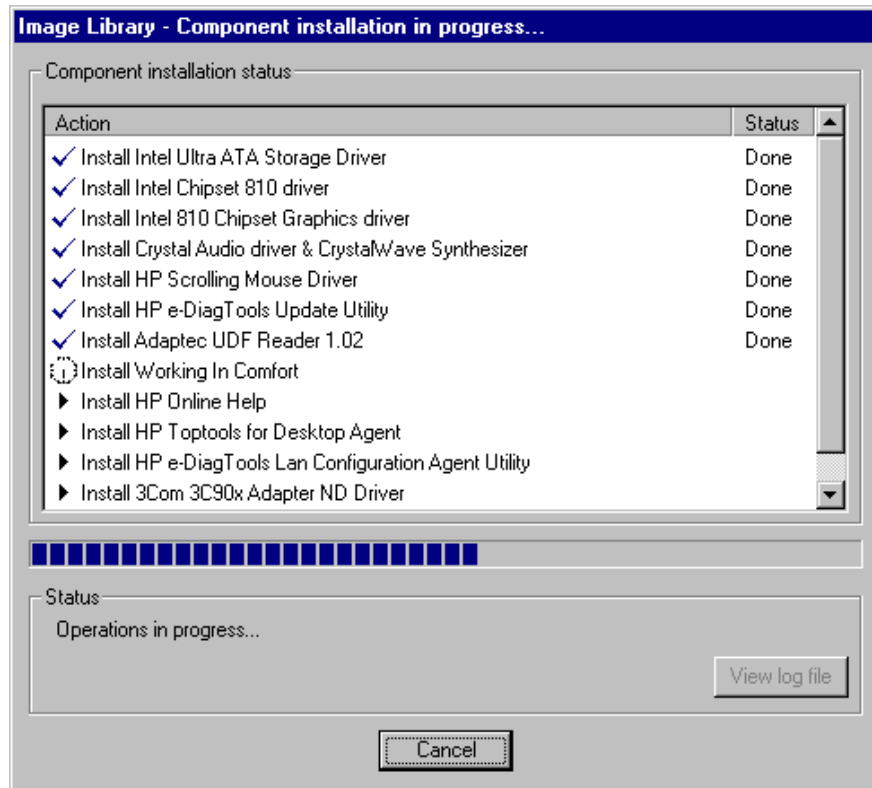 Image Library - Component installation in progress...
Component installation status
Action Status
Install Intel Ultra ATA Storage Driver Done
Install Intel Chipset 810 driver Done
Install Intel 810 Chipset Graphics driver Done
Install Crystal Audio driver & CrystalWave Synthesizer Done
Install HP Scrolling Mouse Driver Done
Install HP e-DiagTools Update Utility Done
Install Adaptec UDF Reader 1.02 Done
Install Working In Comfort
Install HP Online Help
Install HP Toptools for Desktop Agent
Install HP e-DiagTools Lan Configuration Agent Utility
Install 3Com 3C90x Adapter ND Driver
Status
Operations in progress...
View log file
Cancel